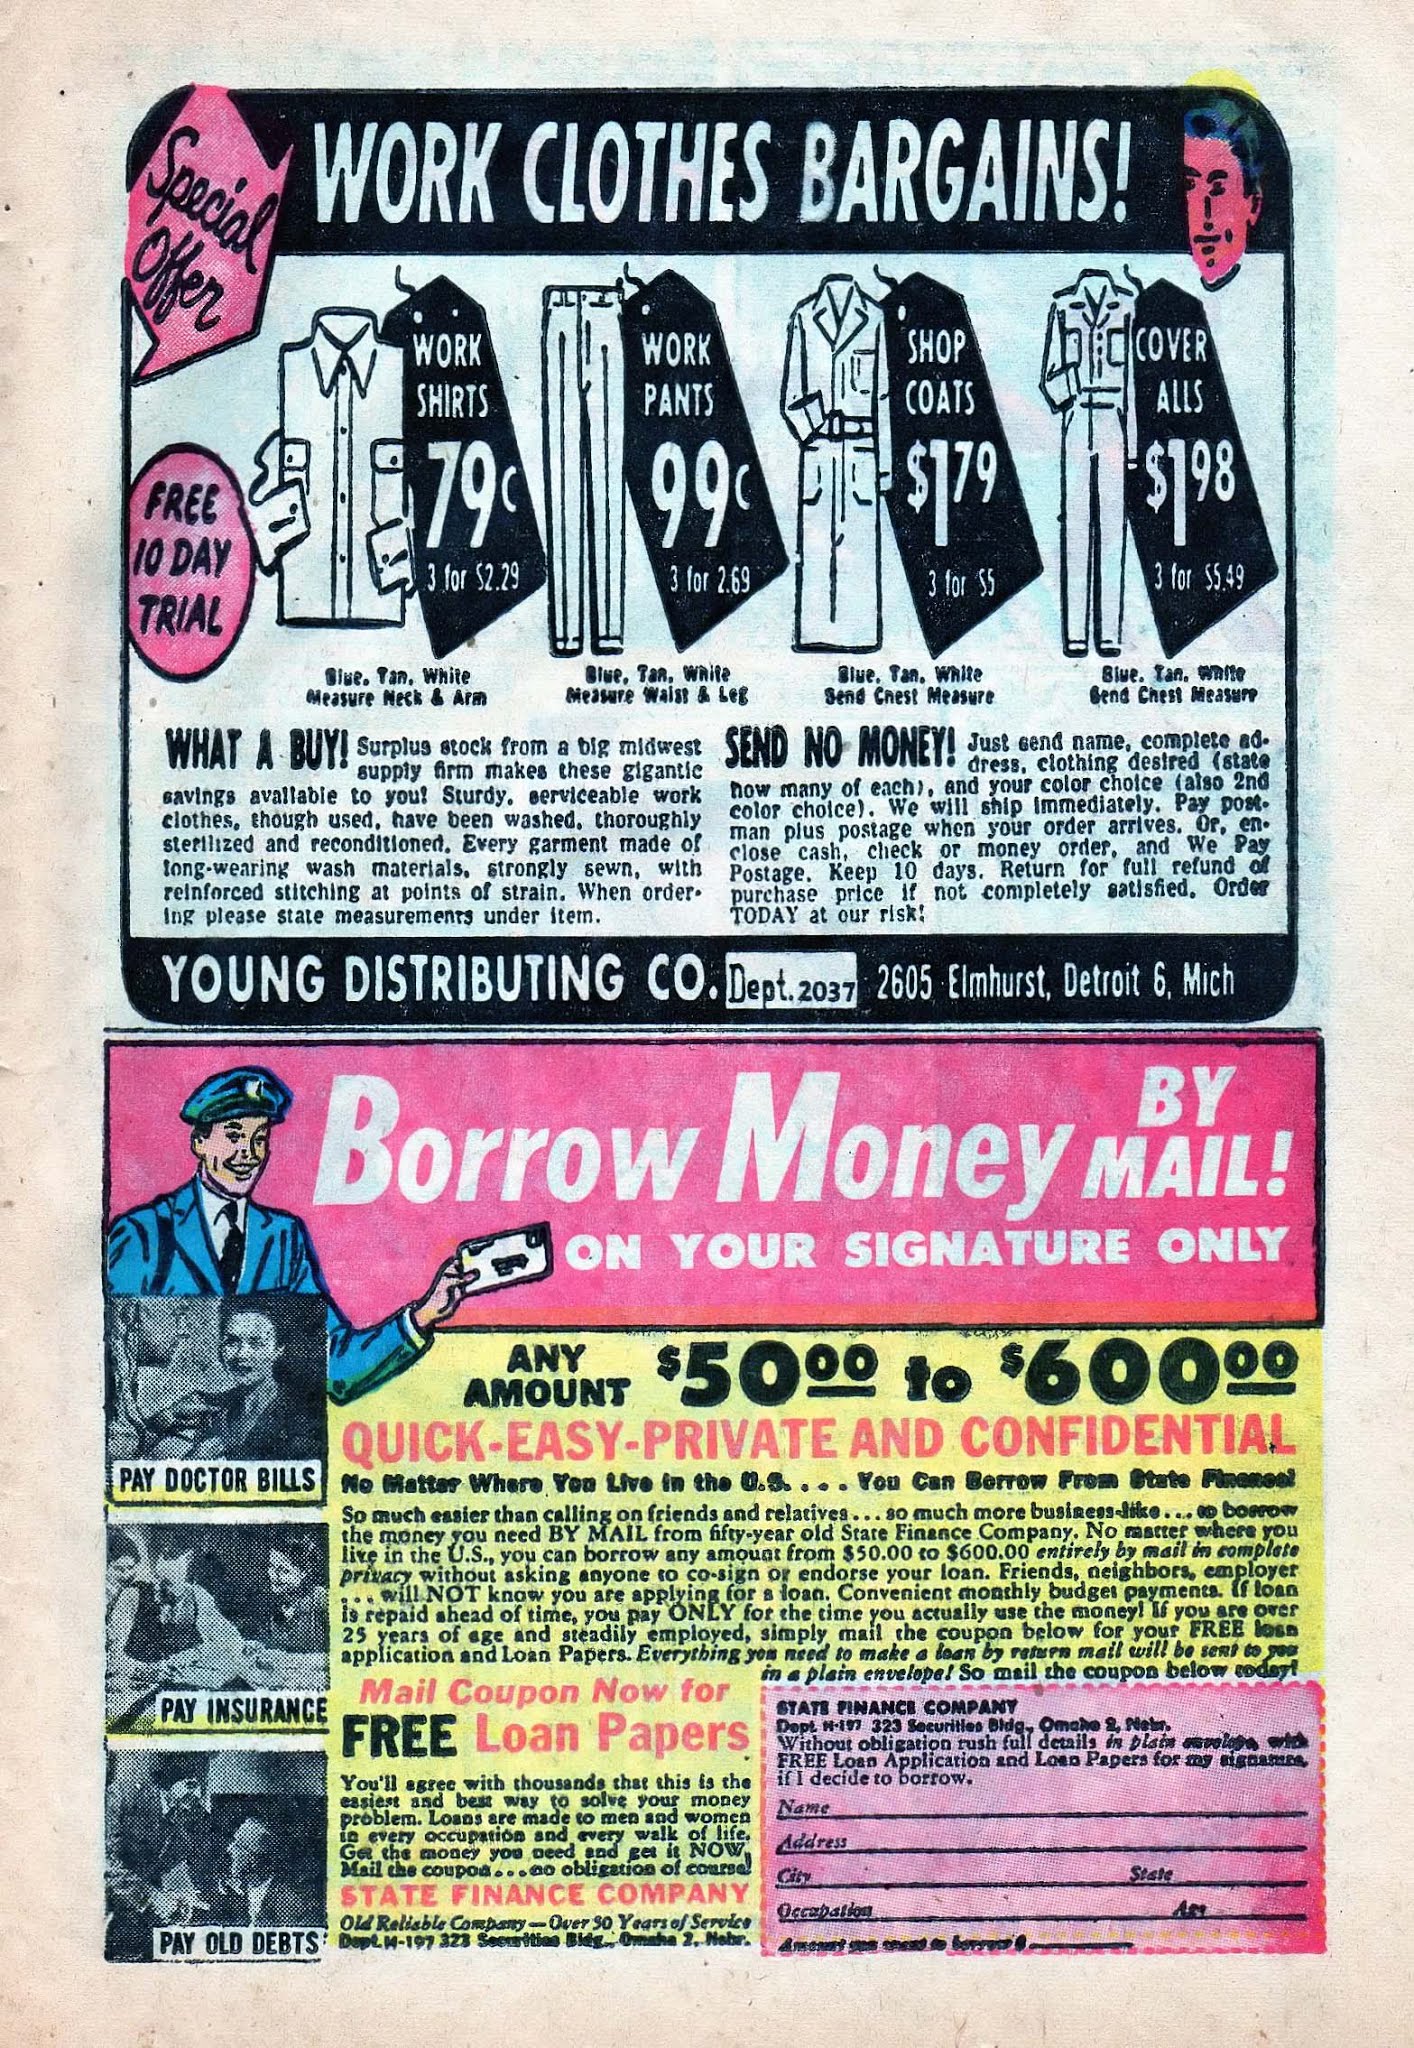 Special
Offer
WORK CLOTHES BARGAINS!
FREE
10 DAY
TRIAL
WORK
SHIRTS
79c
3 for $2.29
Blue, Tan, White
Measure Neck & Arm
WORK
PANTS
99c
3 for 2.69
Blue, Tan, White
Measure Waist & Leg
SHOP
COATS
$1.79
3 for $5
Blue, Tan, White
Send Chest Measure
COVER
ALLS
$1.98
3 for $5.49
Blue, Tan, White
Send Chest Measure
WHAT A BUY! Surplus stock from a big midwest
supply firm makes these gigantic
savings available to you! Sturdy, serviceable work
clothes, though used, have been washed, thoroughly
sterilized and reconditioned. Every garment made of
long-wearing wash materials, strongly sewn, with
reinforced stitching at points of strain. When order-
ing please state measurements under item.
SEND NO MONEY! Just send name, complete ad-
dress, clothing desired (state
how many of each), and your color choice (also 2nd
color choice). We will ship immediately. Pay post-
man plus postage when your order arrives. Or, en-
close cash, check or money order, and We Pay
Postage. Keep 10 days. Return for full refund of
purchase price if not completely satisfied. Order
TODAY at our risk!
YOUNG DISTRIBUTING CO. Dept. 2037 2605 Elmhurst, Detroit 6, Mich
Borrow Money BY
MAIL!
ON YOUR SIGNATURE ONLY
ANY
AMOUNT $50.00 to $600.00
QUICK-EASY-PRIVATE AND CONFIDENTIAL
No Matter Where You Live in the U.S. . . . You Can Borrow From State Finance!
So much easier than calling on friends and relatives...so much more business-like...to borrow
the money you need BY MAIL from fifty-year old State Finance Company. No matter where you
live in the U.S., you can borrow any amount from $50.00 to $600.00 entirely by mail in complete
privacy without asking anyone to co-sign or endorse your loan. Friends, neighbors, employer
...will NOT know you are applying for a loan. Convenient monthly budget payments. If loan
is repaid ahead of time, you pay ONLY for the time you actually use the money! If you are over
25 years of age and steadily employed, simply mail the coupon below for your FREE loan
application and Loan Papers. Everything you need to make a loan by return mail will be sent to you
in a plain envelope! So mail the coupon below today!
PAY DOCTOR BILLS
PAY INSURANCE
PAY OLD DEBTS
Mail Coupon Now for
FREE Loan Papers
You'll agree with thousands that this is the
easiest and best way to solve your money
problem. Loans are made to men and women
in every occupation and every walk of life.
Get the money you need and get it NOW.
Mail the coupon...no obligation of course!
STATE FINANCE COMPANY
Old Reliable Company—Over 50 Years of Service
Dept. H-197 323 Securities Bldg., Omaha 2, Nebr.
STATE FINANCE COMPANY
Dept. H-197 323 Securities Bldg., Omaha 2, Nebr.
Without obligation rush full details in plain envelope, with
FREE Loan Application and Loan Papers for my signature,
if I decide to borrow.
Name
Address
City State
Occupation Age
Amount you want to borrow $